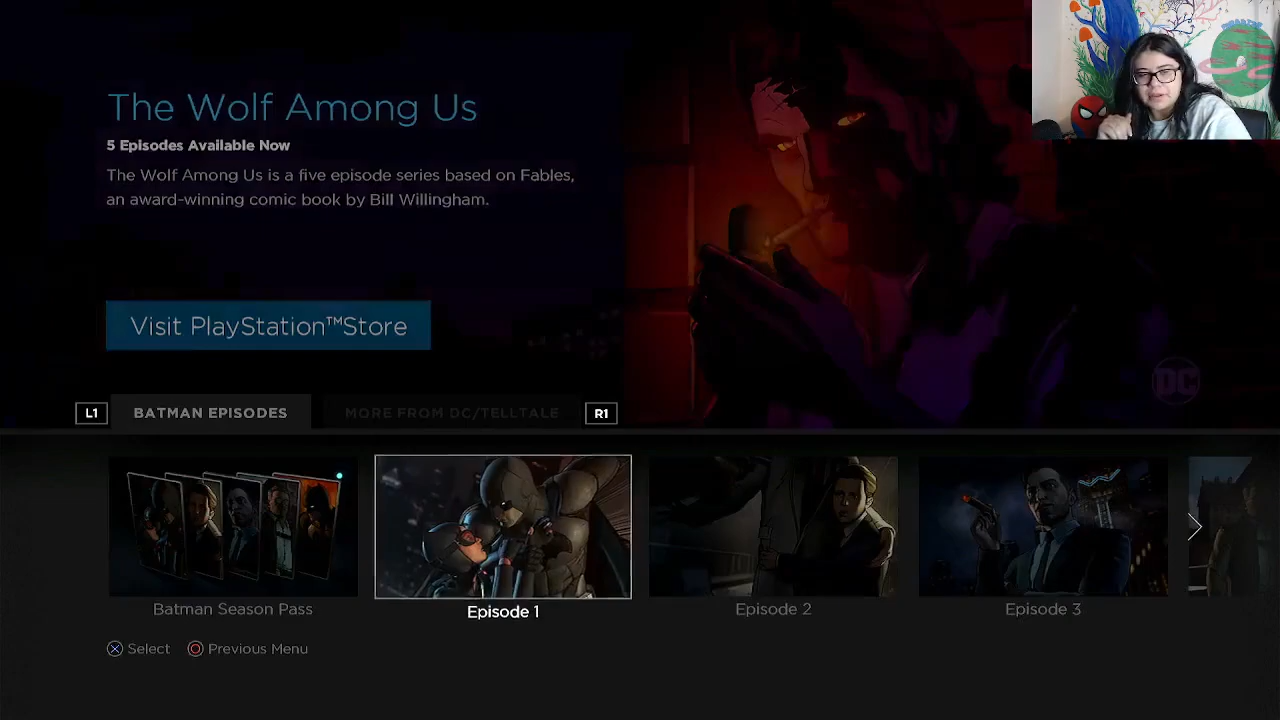 The Wolf Among Us
5 Episodes Available Now
The Wolf Among Us is a five episode series based on Fables,
an award-winning comic book by Bill Willingham.
Visit PlayStation™Store
DC
L1 BATMAN EPISODES MORE FROM DC/TELLTALE R1
Batman Season Pass Episode 1 Episode 2 Episode 3
Select Previous Menu